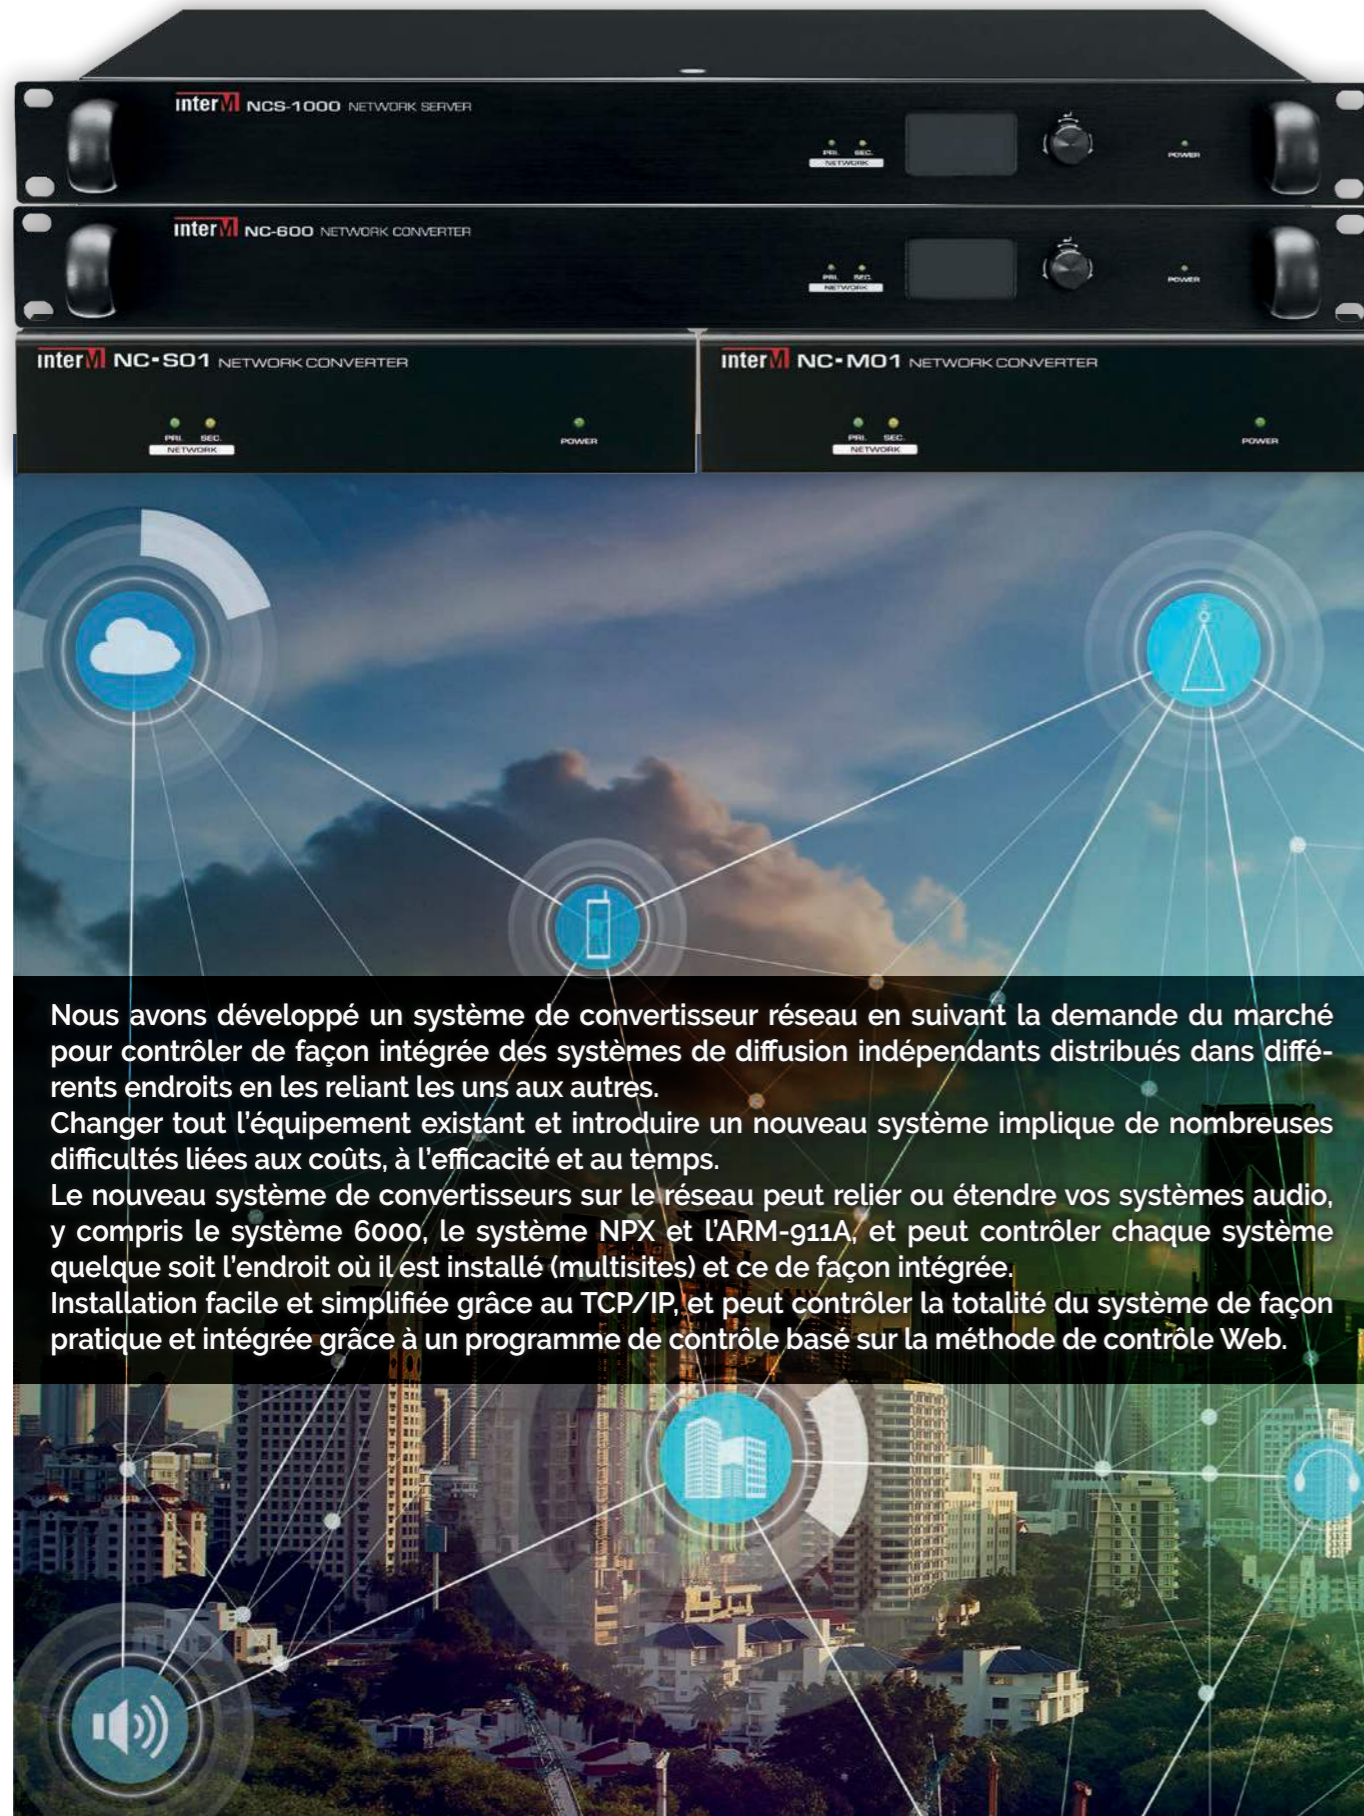 interM NCS-1000 NETWORK SERVER
PRI. SEC.
NETWORK
POWER
interM NC-600 NETWORK CONVERTER
PRI. SEC.
NETWORK
POWER
interM NC-S01 NETWORK CONVERTER
PRI. SEC.
NETWORK
POWER
interM NC-M01 NETWORK CONVERTER
PRI. SEC.
NETWORK
POWER
Nous avons développé un système de convertisseur réseau en suivant la demande du marché
pour contrôler de façon intégrée des systèmes de diffusion indépendants distribués dans diffé-
rents endroits en les reliant les uns aux autres.
Changer tout l'équipement existant et introduire un nouveau système implique de nombreuses
difficultés liées aux coûts, à l'efficacité et au temps.
Le nouveau système de convertisseurs sur le réseau peut relier ou étendre vos systèmes audio,
y compris le système 6000, le système NPX et l'ARM-911A, et peut contrôler chaque système
quelque soit l'endroit où il est installé (multisites) et ce de façon intégrée.
Installation facile et simplifiée grâce au TCP/IP, et peut contrôler la totalité du système de façon
pratique et intégrée grâce à un programme de contrôle basé sur la méthode de contrôle Web.